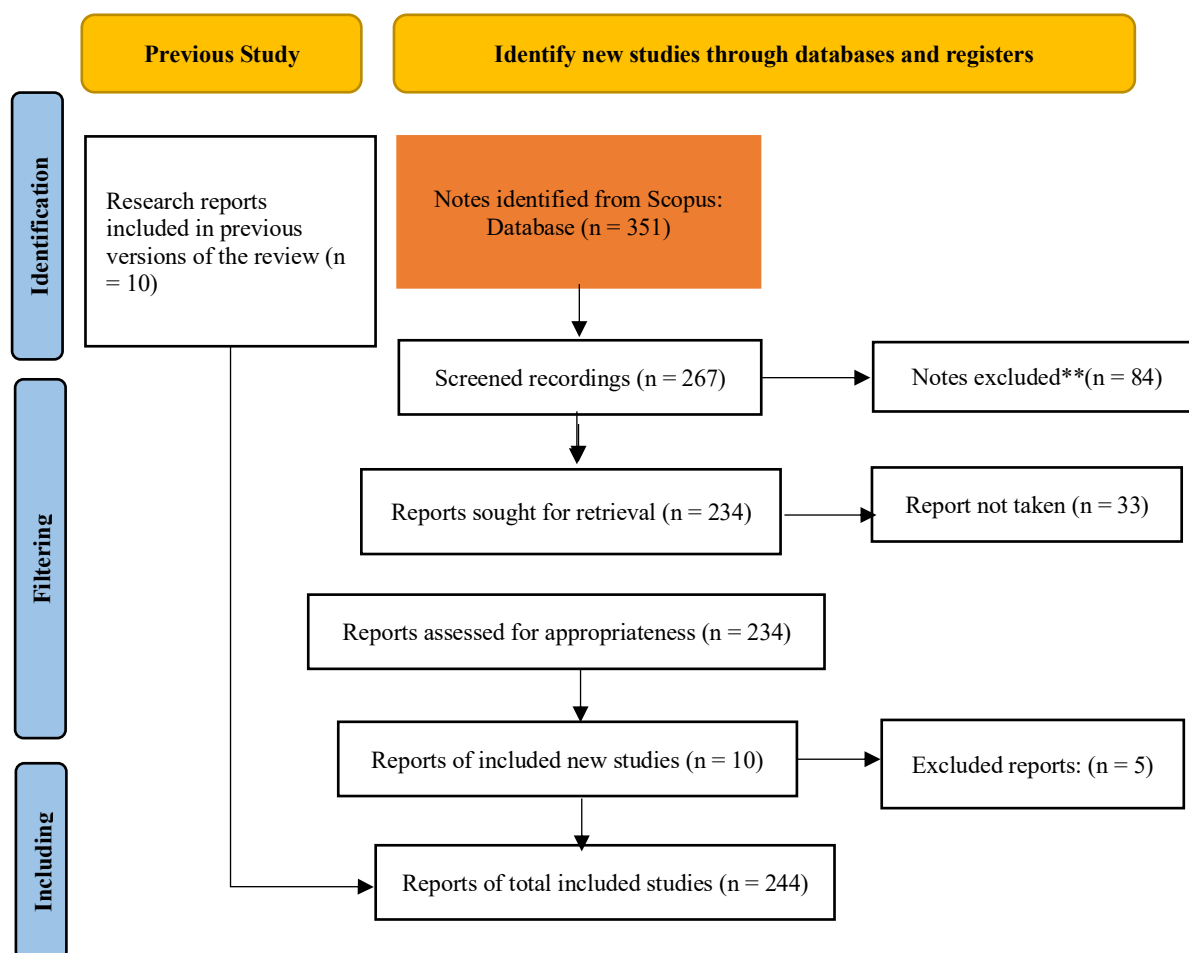 Previous Study
Identify new studies through databases and registers
Identification
Research reports
included in previous
versions of the review (n
= 10)
Notes identified from Scopus:
Database (n = 351)
Screened recordings (n = 267)
Notes excluded**(n = 84)
Filtering
Reports sought for retrieval (n = 234)
Report not taken (n = 33)
Reports assessed for appropriateness (n = 234)
Reports of included new studies (n = 10)
Excluded reports: (n = 5)
Including
Reports of total included studies (n = 244)